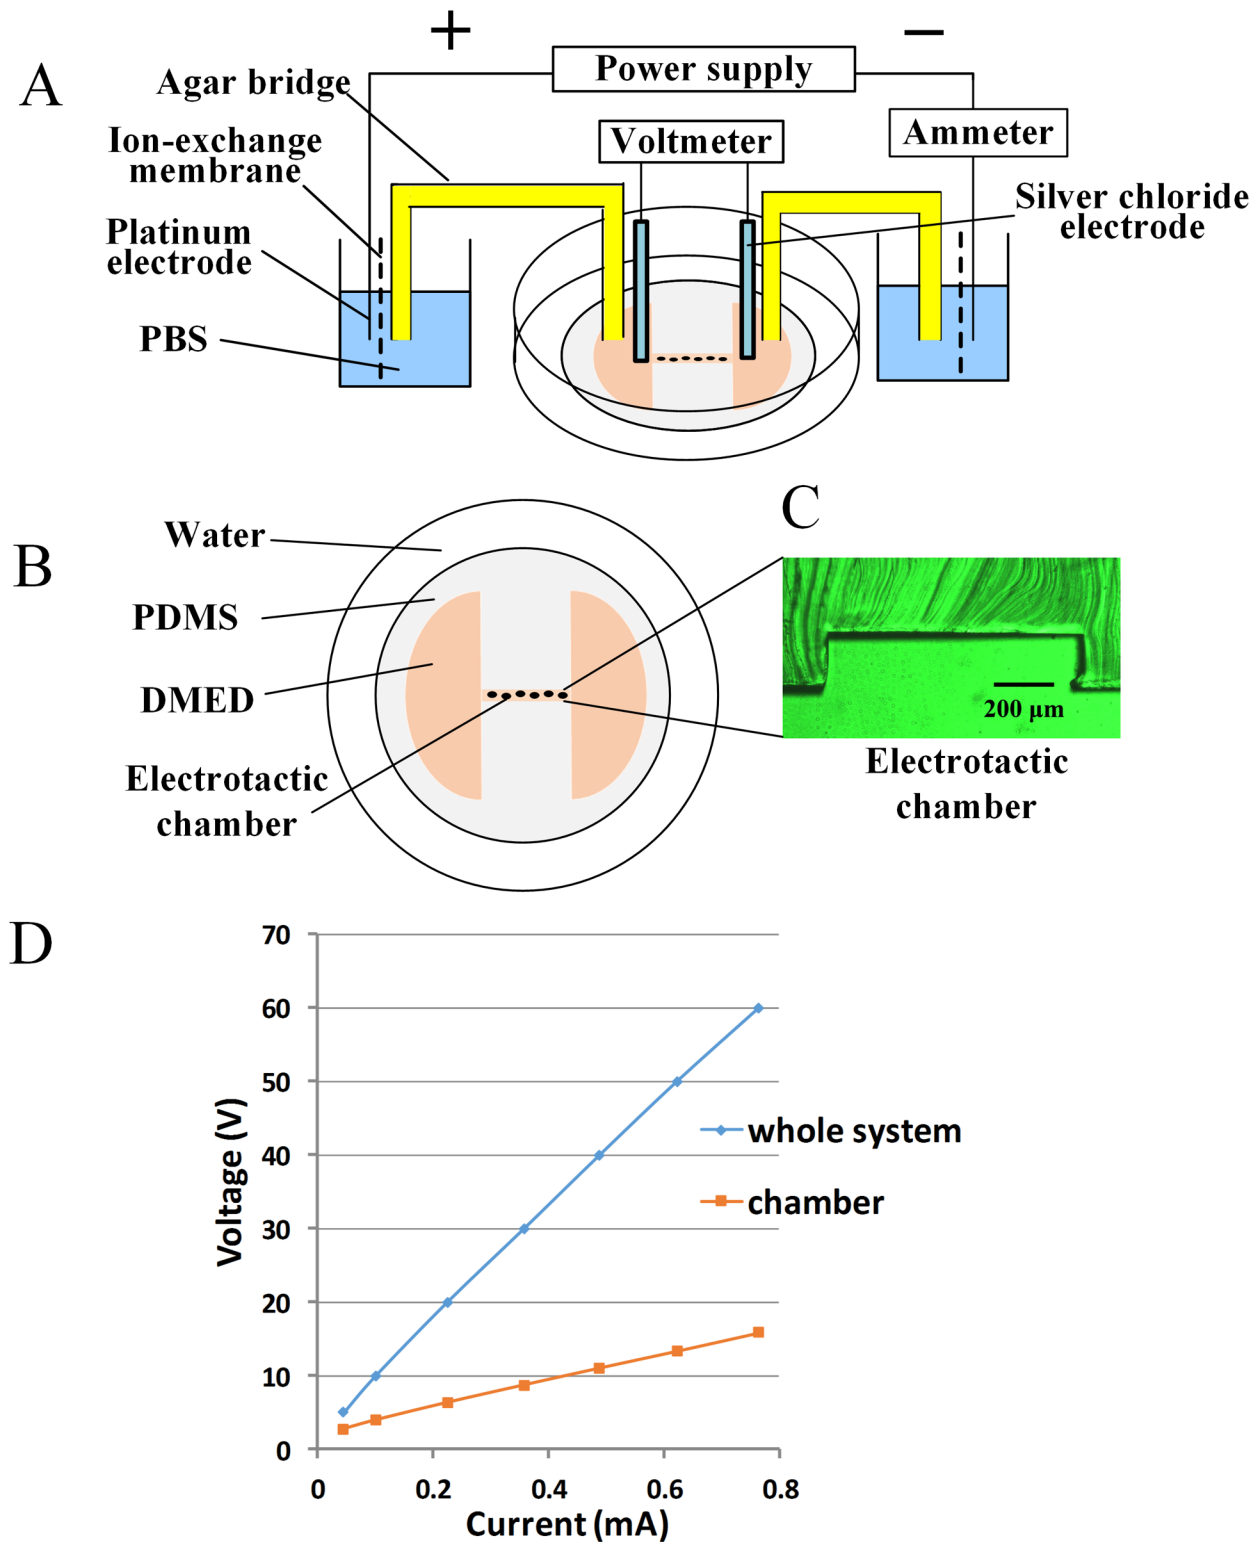 A
+
−
Power supply
Agar bridge
Voltmeter
Ammeter
Ion-exchange
membrane
Silver chloride
electrode
Platinum
electrode
PBS
B
C
Water
PDMS
DMED
Electrotactic
chamber
200 μm
Electrotactic
chamber
D
70
60
50
40
30
20
10
0
Voltage (V)
whole system
chamber
0
0.2
0.4
0.6
0.8
Current (mA)